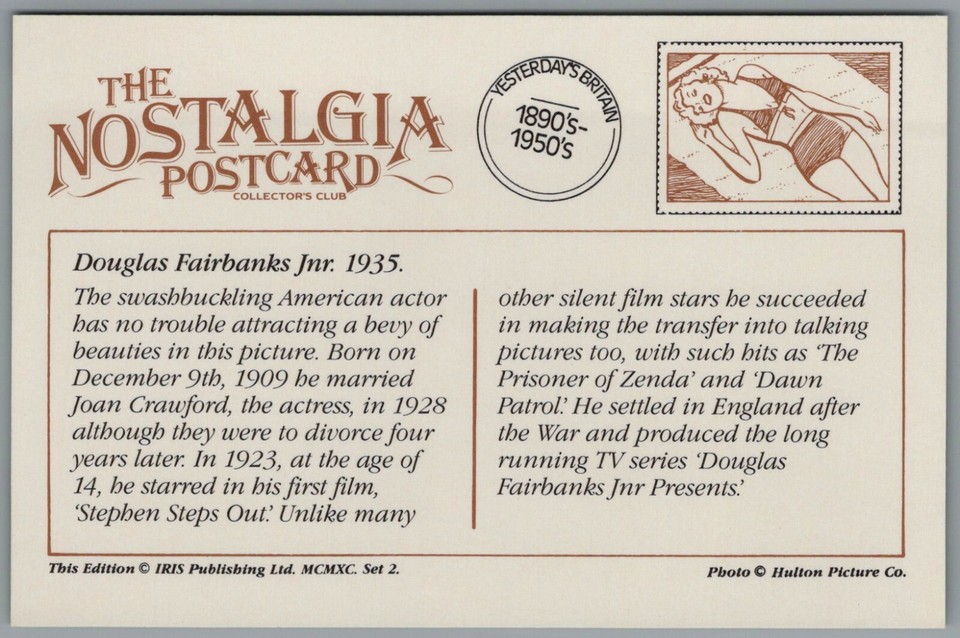 THE
NOSTALGIA
POSTCARD
COLLECTOR'S CLUB
YESTERDAY'S BRITAIN
1890's-
1950's
Douglas Fairbanks Jnr. 1935.
The swashbuckling American actor
has no trouble attracting a bevy of
beauties in this picture. Born on
December 9th, 1909 he married
Joan Crawford, the actress, in 1928
although they were to divorce four
years later. In 1923, at the age of
14, he starred in his first film,
‘Stephen Steps Out.’ Unlike many
other silent film stars he succeeded
in making the transfer into talking
pictures too, with such hits as ‘The
Prisoner of Zenda’ and ‘Dawn
Patrol.’ He settled in England after
the War and produced the long
running TV series ‘Douglas
Fairbanks Jnr Presents.’
This Edition © IRIS Publishing Ltd. MCMXC. Set 2.
Photo © Hulton Picture Co.